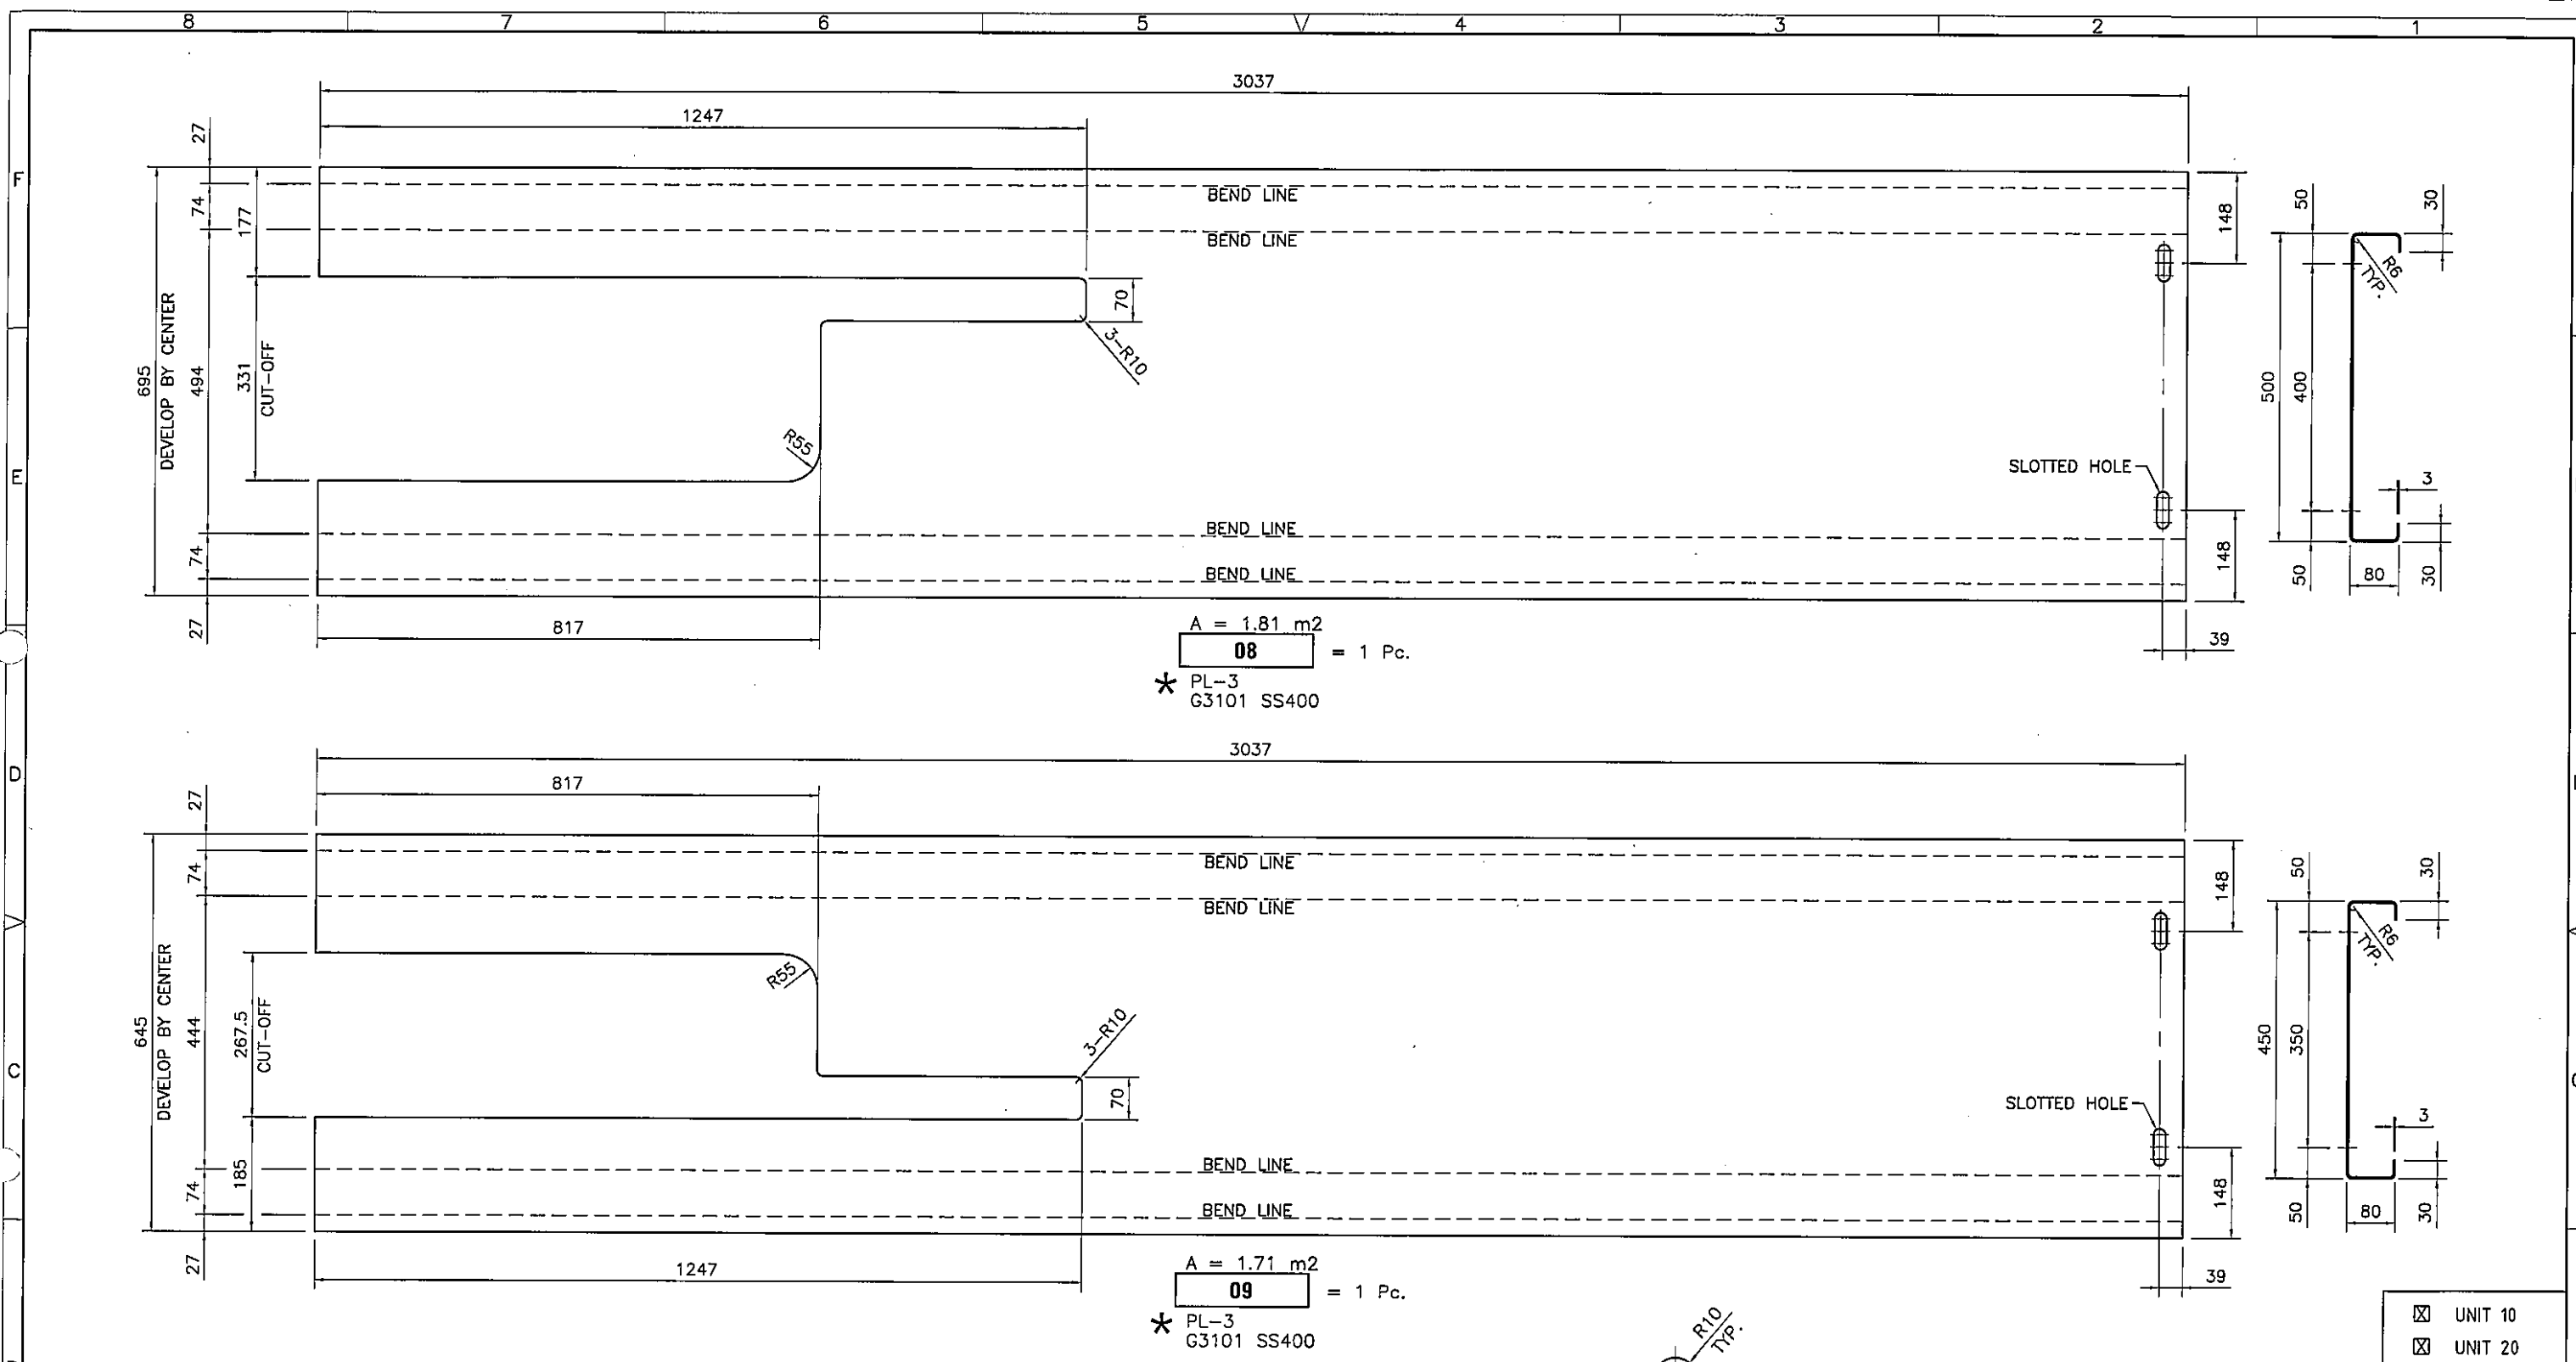 8 7 6 5 4 3 2 1
F
E
D
C
3037
1247
27
74
177
695
DEVELOP BY CENTER
494
331
CUT-OFF
74
27
BEND LINE
BEND LINE
70
3-R10
R55
BEND LINE
BEND LINE
817
148
SLOTTED HOLE
148
39
50
30
R6
TYP.
500
400
3
50
80
30
A = 1.81 m2
08 = 1 Pc.
* PL-3
G3101 SS400
3037
817
27
74
645
DEVELOP BY CENTER
444
267.5
CUT-OFF
185
74
27
BEND LINE
BEND LINE
R55
3-R10
70
BEND LINE
BEND LINE
1247
148
SLOTTED HOLE
148
39
50
30
R6
TYP.
450
350
3
50
80
30
A = 1.71 m2
09 = 1 Pc.
* PL-3
G3101 SS400
R10
TYP.
UNIT 10
UNIT 20